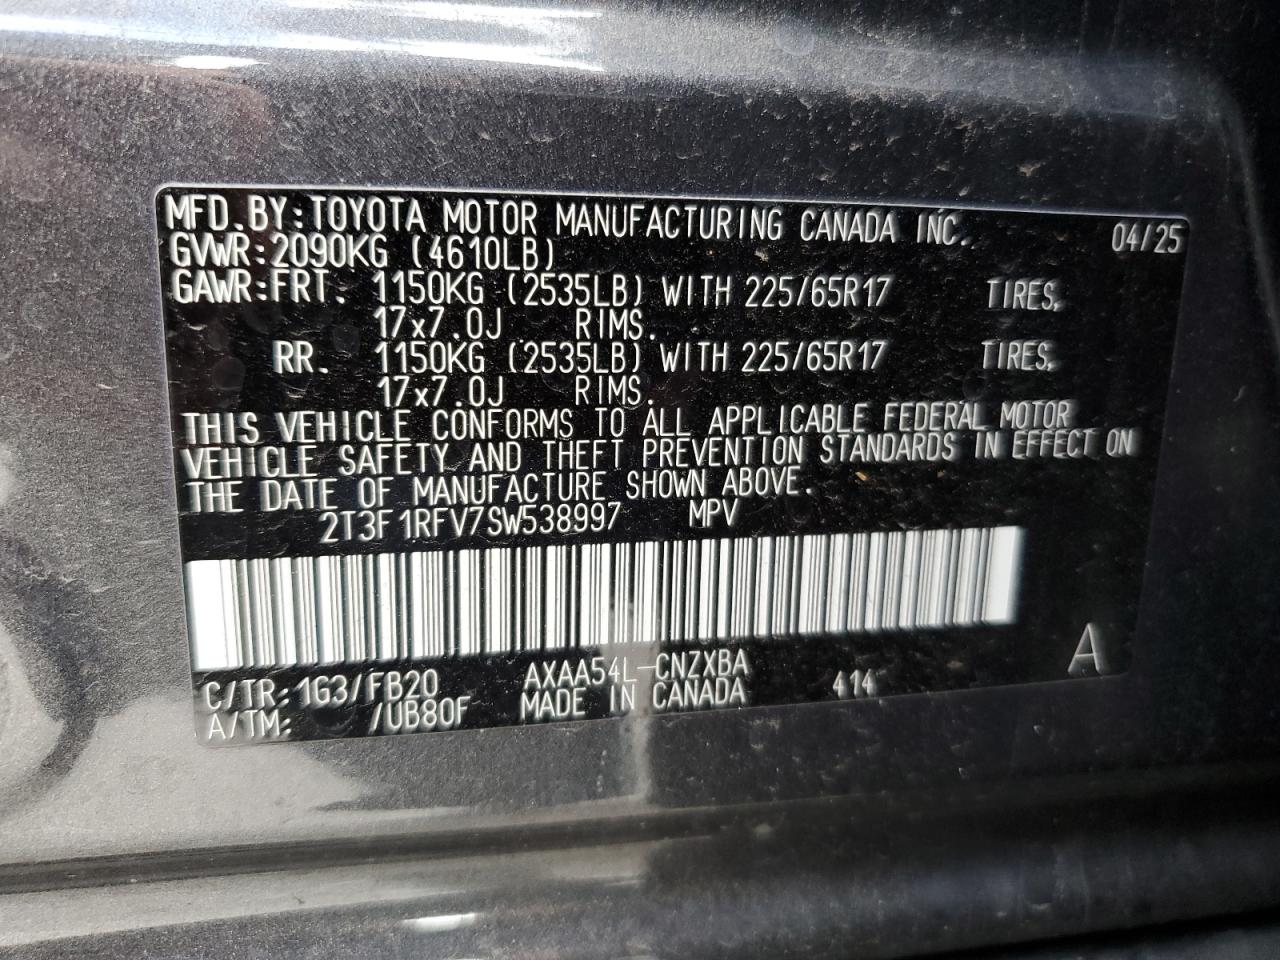 MFD.BY:TOYOTA MOTOR MANUFACTURING CANADA INC. 04/25
GVWR:2090KG (4610LB)
GAWR:FRT. 1150KG (2535LB) WITH 225/65R17 TIRES,
17x7.0J RIMS.
RR. 1150KG (2535LB) WITH 225/65R17 TIRES,
17x7.0J RIMS.
THIS VEHICLE CONFORMS TO ALL APPLICABLE FEDERAL MOTOR
VEHICLE SAFETY AND THEFT PREVENTION STANDARDS IN EFFECT ON
THE DATE OF MANUFACTURE SHOWN ABOVE.
2T3F1RFV7SW538997 MPV
C/TR:1G3/FB20 AXAA54L-CNZXBA 414 A
A/TM: /UB80F MADE IN CANADA